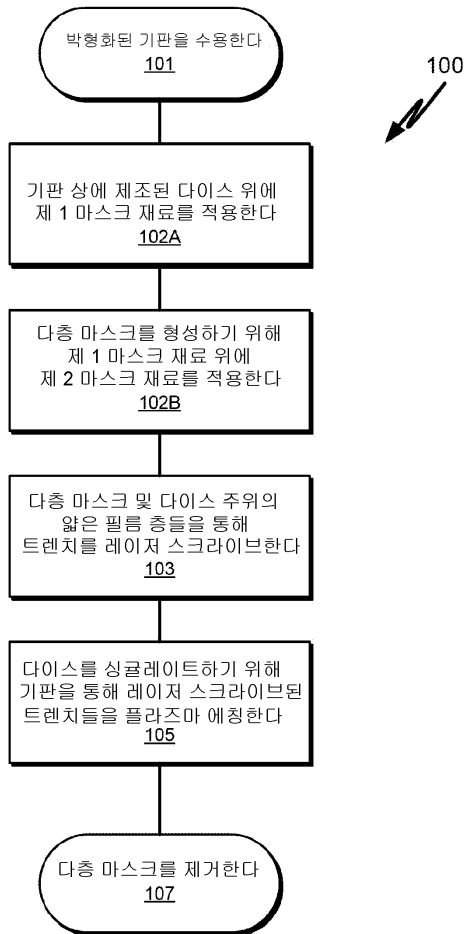 박형화된 기판을 수용한다
101
100
기판 상에 제조된 다이스 위에
제 1 마스크 재료를 적용한다
102A
다층 마스크를 형성하기 위해
제 1 마스크 재료 위에
제 2 마스크 재료를 적용한다
102B
다층 마스크 및 다이스 주위의
얇은 필름 층들을 통해
트렌치를 레이저 스크라이브한다
103
다이스를 싱귤레이트하기 위해
기판을 통해 레이저 스크라이브된
트렌치들을 플라즈마 에칭한다
105
다층 마스크를 제거한다
107